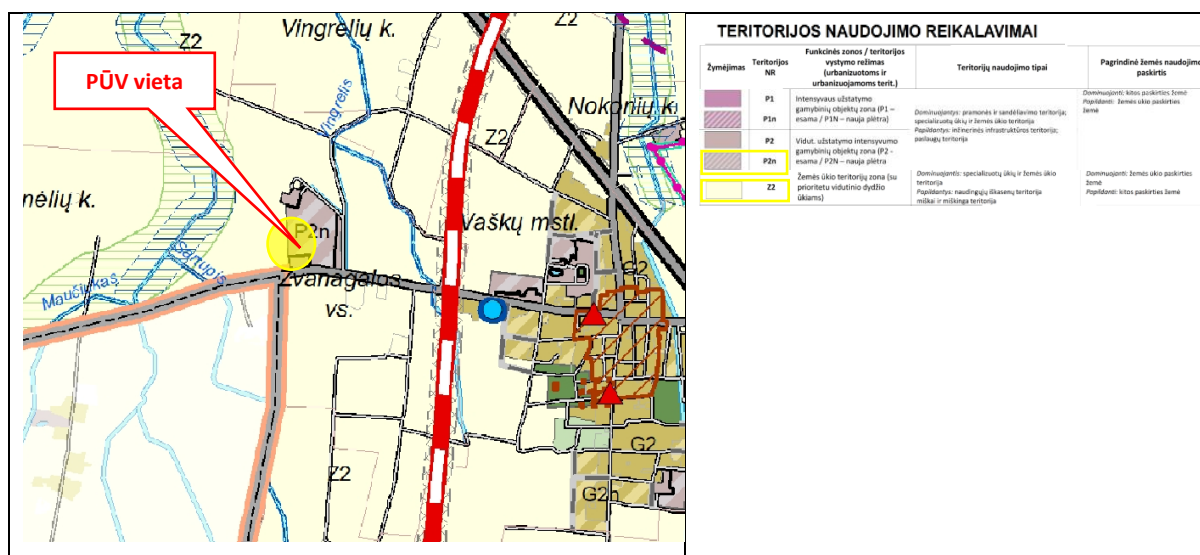 Vingrelių k.
Z2
Z2
PŪV vieta
Vingrelis
Nokonių k.
Z2
nėlių k.
P2n
Vaškų mstl.
Sartupis
Maučiukas
Žvanagalos
vs.
G2
Z2
G2
G2n
TERITORIJOS NAUDOJIMO REIKALAVIMAI
Žymėjimas
Teritorijos
NR
Funkcinės zonos / teritorijos
vystymo režimas
(urbanizuotoms ir
urbanizuojamoms terit.)
Teritorijų naudojimo tipai
Pagrindinė žemės naudojimo
paskirtis
P1
P1n
Intensyvaus užstatymo
gamybinių objektų zona (P1 –
esama / P1N – nauja plėtra)
P2
P2n
Vidut. užstatymo intensyvumo
gamybinių objektų zona (P2 -
esama / P2N – nauja plėtra
Dominuojantys: pramonės ir sandėliavimo teritorija;
specializuotų ūkių ir žemės ūkio teritorija
Papildantys: inžinerinės infrastruktūros teritorija;
paslaugų teritorija
Dominuojanti: kitos paskirties žemė
Papildanti: žemės ūkio paskirties
žemė
Z2
Žemės ūkio teritorijų zona (su
prioritetu vidutinio dydžio
ūkiams)
Dominuojantis: specializuotų ūkių ir žemės ūkio
teritorija
Papildantys: naudingųjų iškasenų teritorija
miškai ir miškinga teritorija
Dominuojanti: žemės ūkio paskirties
žemė
Papildanti: kitos paskirties žemė